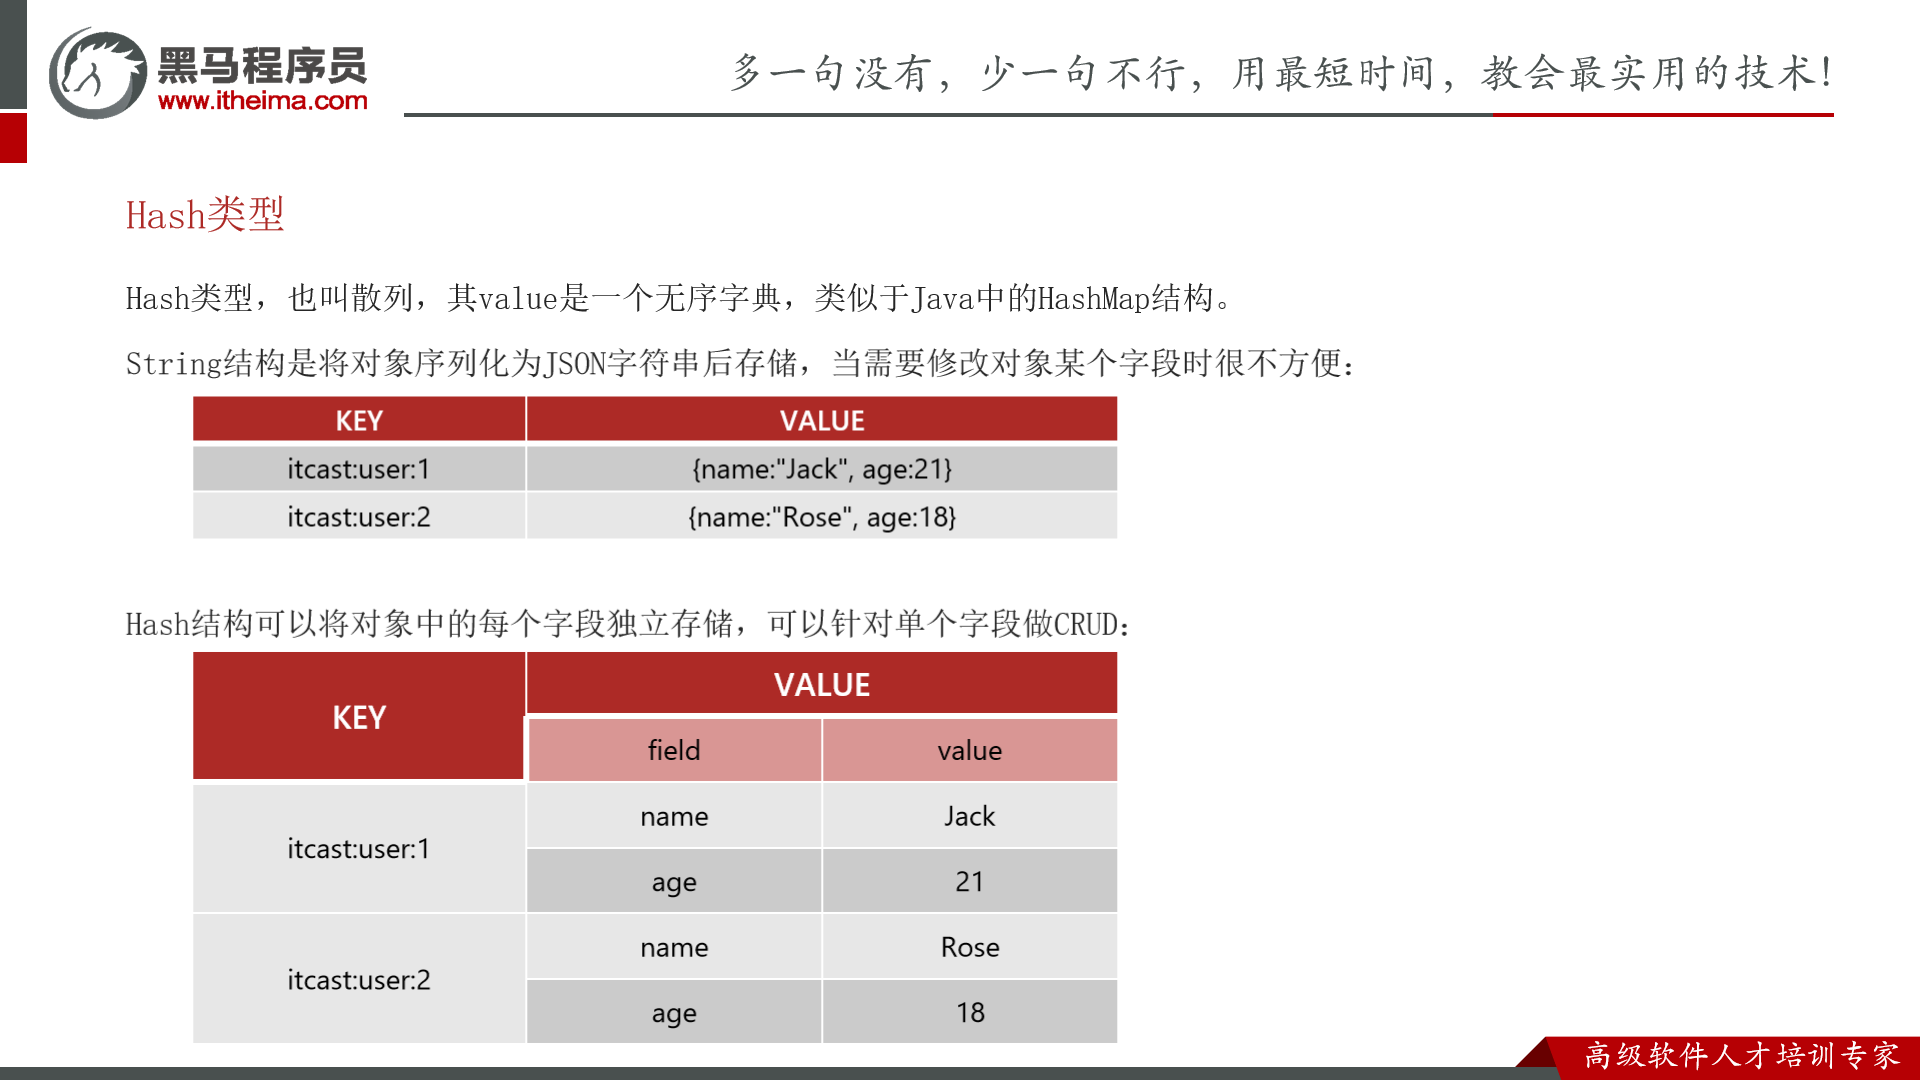 黑马程序员
www.itheima.com
多一句没有，少一句不行，用最短时间，教会最实用的技术！
Hash类型
Hash类型，也叫散列，其value是一个无序字典，类似于Java中的HashMap结构。
String结构是将对象序列化为JSON字符串后存储，当需要修改对象某个字段时很不方便：
KEY VALUE
itcast:user:1 {name:"Jack", age:21}
itcast:user:2 {name:"Rose", age:18}
Hash结构可以将对象中的每个字段独立存储，可以针对单个字段做CRUD：
KEY VALUE
field value
itcast:user:1 name Jack
age 21
itcast:user:2 name Rose
age 18
高级软件人才培训专家